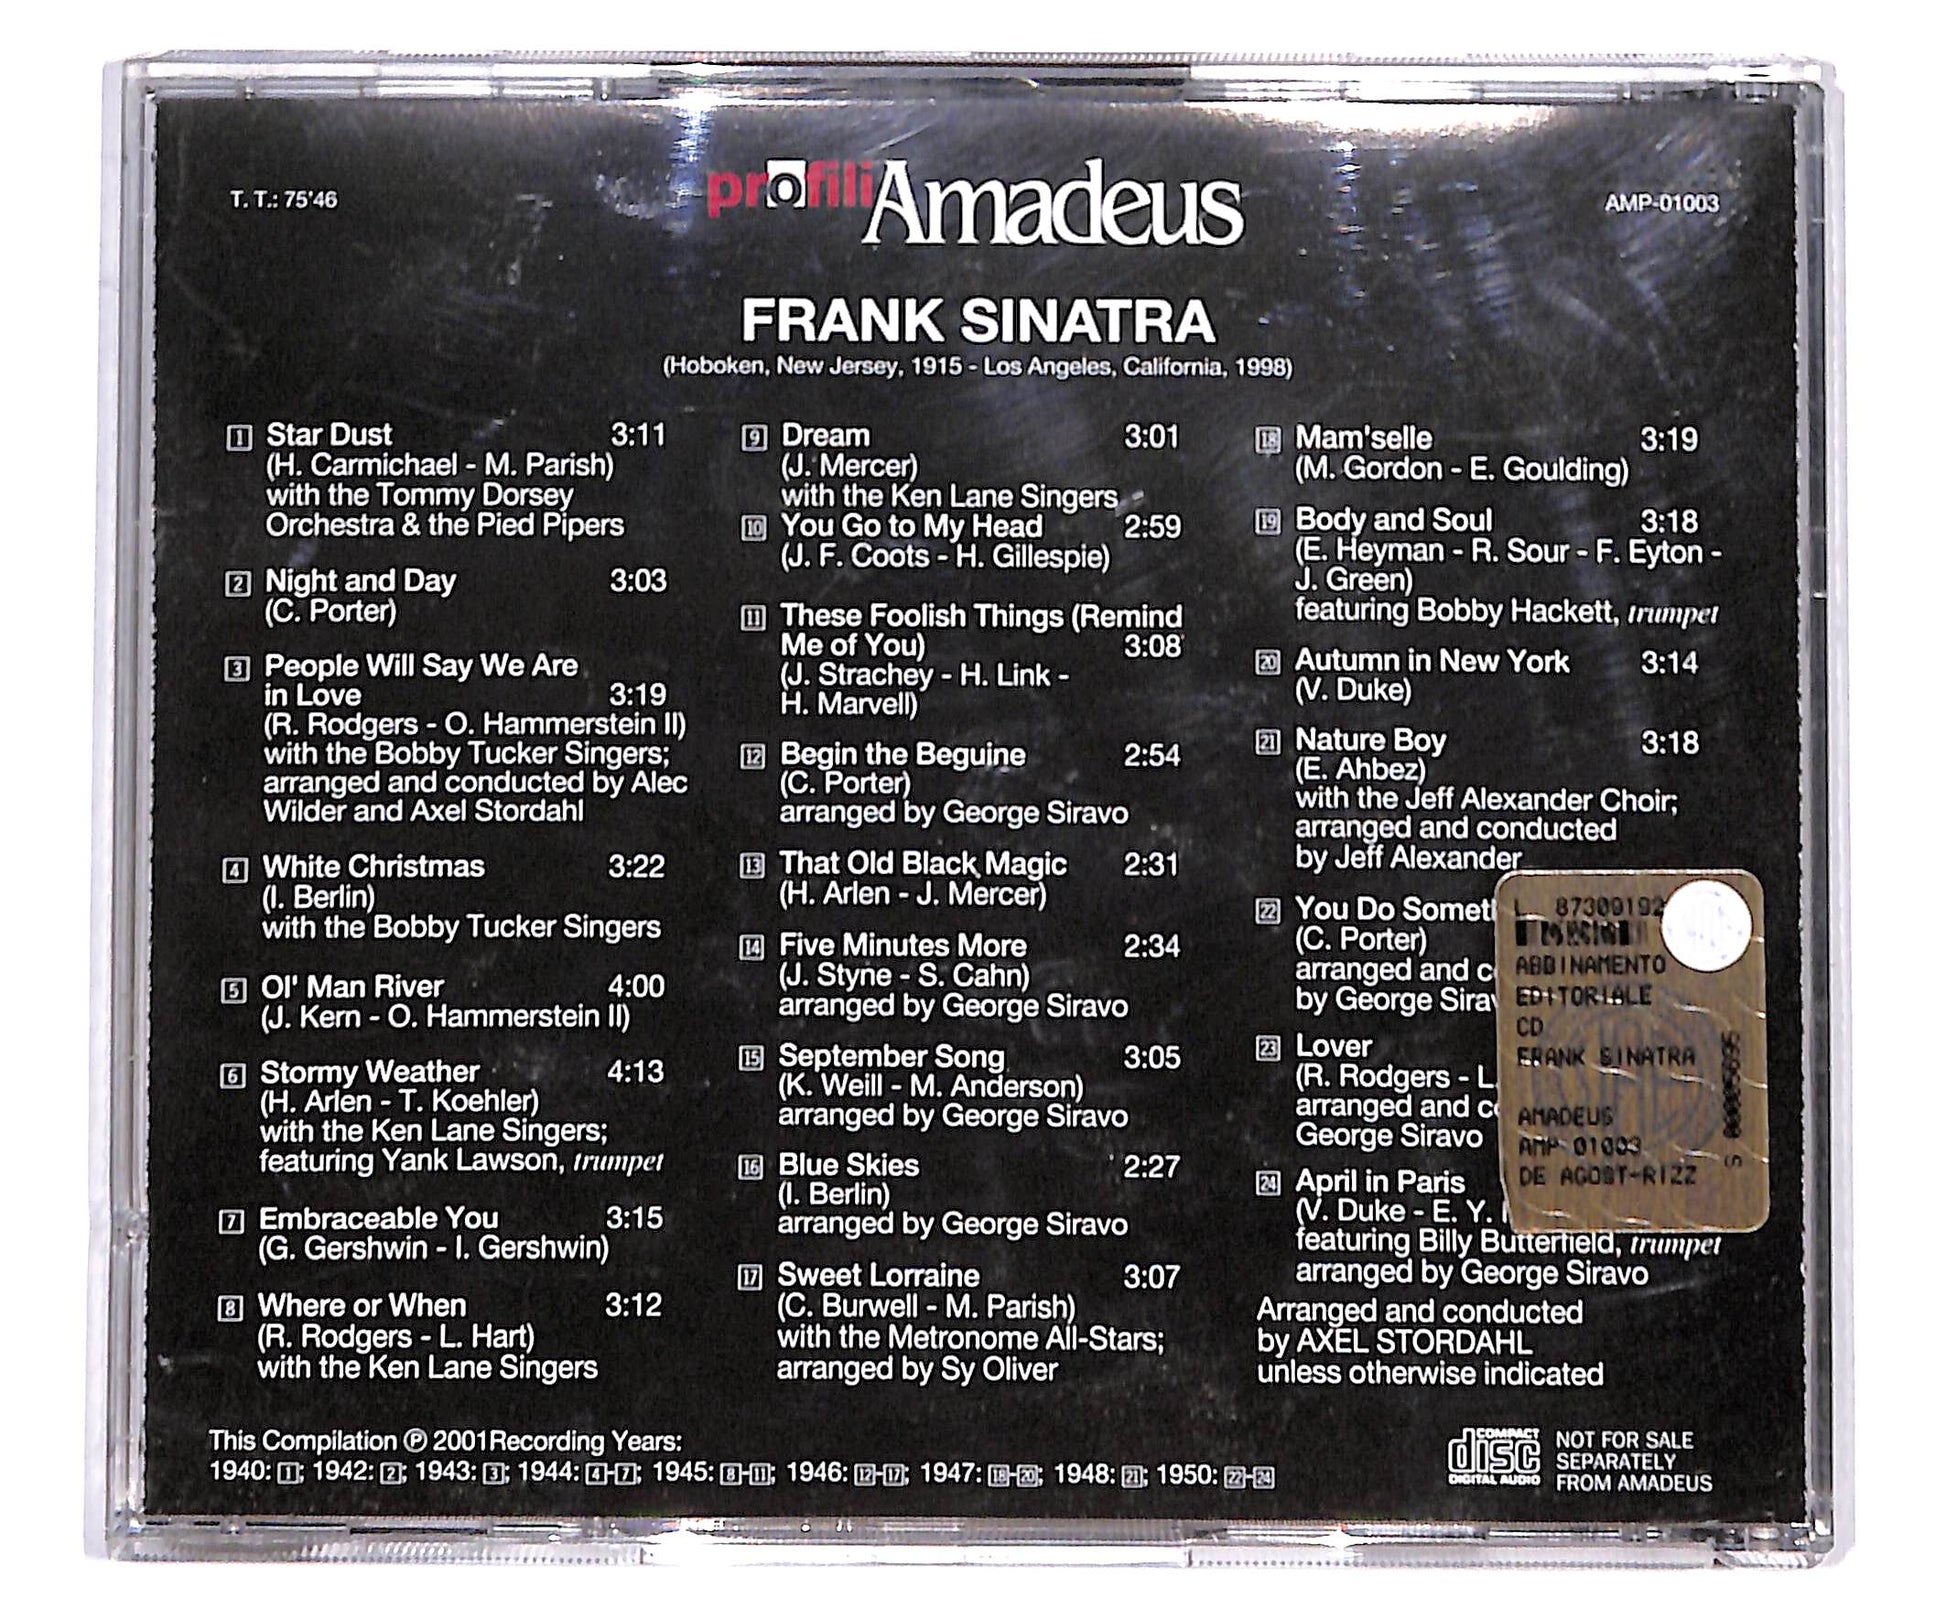 T. T.: 75'46
profili Amadeus
AMP-01003
FRANK SINATRA
(Hoboken, New Jersey, 1915 - Los Angeles, California, 1998)
1 Star Dust 3:11
(H. Carmichael - M. Parish)
with the Tommy Dorsey
Orchestra & the Pied Pipers
2 Night and Day 3:03
(C. Porter)
3 People Will Say We Are
in Love 3:19
(R. Rodgers - O. Hammerstein II)
with the Bobby Tucker Singers;
arranged and conducted by Alec
Wilder and Axel Stordahl
4 White Christmas 3:22
(I. Berlin)
with the Bobby Tucker Singers
5 Ol' Man River 4:00
(J. Kern - O. Hammerstein II)
6 Stormy Weather 4:13
(H. Arlen - T. Koehler)
with the Ken Lane Singers;
featuring Yank Lawson, trumpet
7 Embraceable You 3:15
(G. Gershwin - I. Gershwin)
8 Where or When 3:12
(R. Rodgers - L. Hart)
with the Ken Lane Singers
9 Dream 3:01
(J. Mercer)
with the Ken Lane Singers
10 You Go to My Head 2:59
(J. F. Coots - H. Gillespie)
11 These Foolish Things (Remind
Me of You) 3:08
(J. Strachey - H. Link -
H. Marvell)
12 Begin the Beguine 2:54
(C. Porter)
arranged by George Siravo
13 That Old Black Magic 2:31
(H. Arlen - J. Mercer)
14 Five Minutes More 2:34
(J. Styne - S. Cahn)
arranged by George Siravo
15 September Song 3:05
(K. Weill - M. Anderson)
arranged by George Siravo
16 Blue Skies 2:27
(I. Berlin)
arranged by George Siravo
17 Sweet Lorraine 3:07
(C. Burwell - M. Parish)
with the Metronome All-Stars;
arranged by Sy Oliver
18 Mam'selle 3:19
(M. Gordon - E. Goulding)
19 Body and Soul 3:18
(E. Heyman - R. Sour - F. Eyton -
J. Green)
featuring Bobby Hackett, trumpet
20 Autumn in New York 3:14
(V. Duke)
21 Nature Boy 3:18
(E. Ahbez)
with the Jeff Alexander Choir;
arranged and conducted
by Jeff Alexander
22 You Do
(C. Porter)
arranged and
by George
23 Lover
(R. Rodgers -
arranged and
George Siravo
24 April in Paris
(V. Duke - E. Y.
featuring Billy Butterfield, trumpet
arranged by George Siravo
Arranged and conducted
by AXEL STORDAHL
unless otherwise indicated
L. 87309192
ABBINAMENTO
EDITORIALE
CD
FRANK SINATRA
AMADEUS
AMP 01003
DE AGOST-RIZZ
This Compilation ℗ 2001Recording Years:
1940: 1; 1942: 2; 1943: 3; 1944: 4-7; 1945: 8-11; 1946: 12-17; 1947: 18-20; 1948: 21; 1950: 22-24
COMPACT
disc
DIGITAL AUDIO
NOT FOR SALE
SEPARATELY
FROM AMADEUS